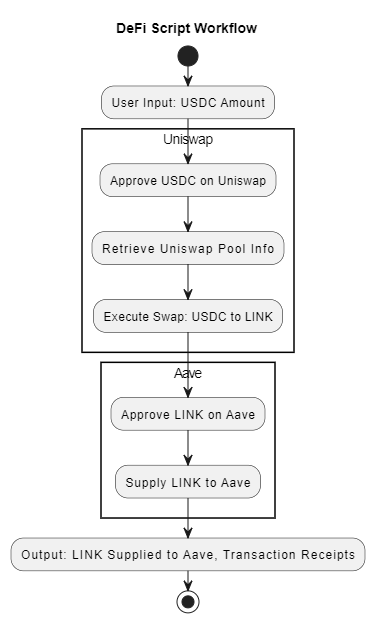 DeFi Script Workflow
User Input: USDC Amount
Uniswap
Approve USDC on Uniswap
Retrieve Uniswap Pool Info
Execute Swap: USDC to LINK
Aave
Approve LINK on Aave
Supply LINK to Aave
Output: LINK Supplied to Aave, Transaction Receipts